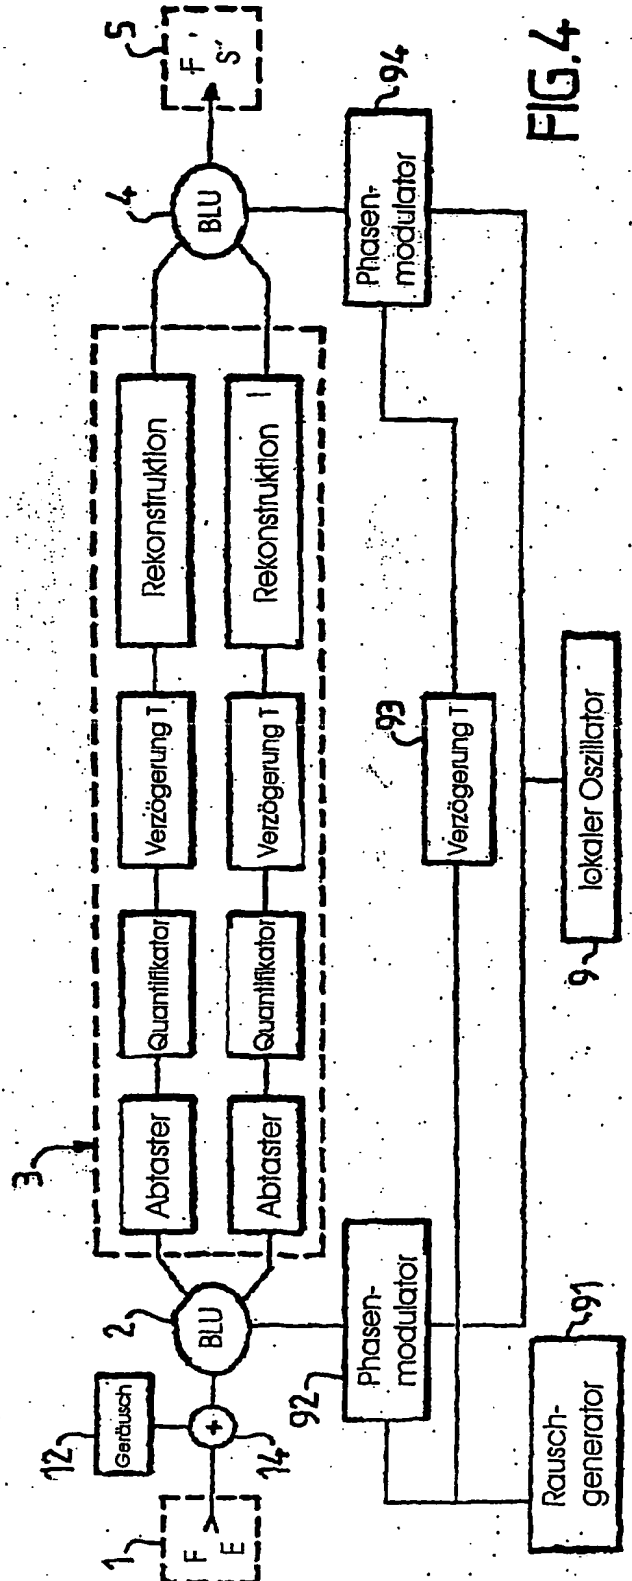 1
F
E
12
Geräusch
+
14
2
BLU
3
Abtaster
Quantifikator
Verzögerung T
Rekonstruktion
Abtaster
Quantifikator
Verzögerung T
Rekonstruktion
4
BLU
5
F'
S''
92
Phasen-
modulator
93
Verzögerung T
94
Phasen-
modulator
Rausch-
generator
91
9
lokaler Oszillator
FIG.4